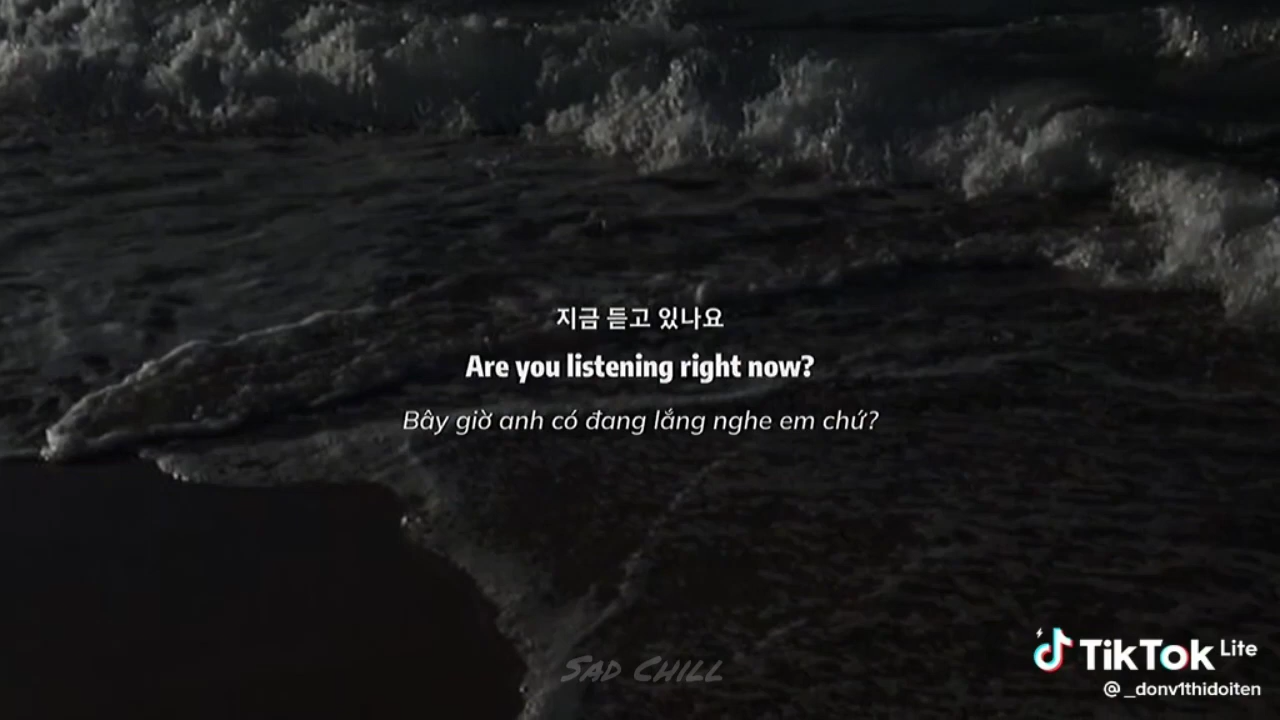 지금 듣고 있나요
Are you listening right now?
Bây giờ anh có đang lắng nghe em chứ?
SAD CHILL
TikTok Lite
@_donv1thidoiten